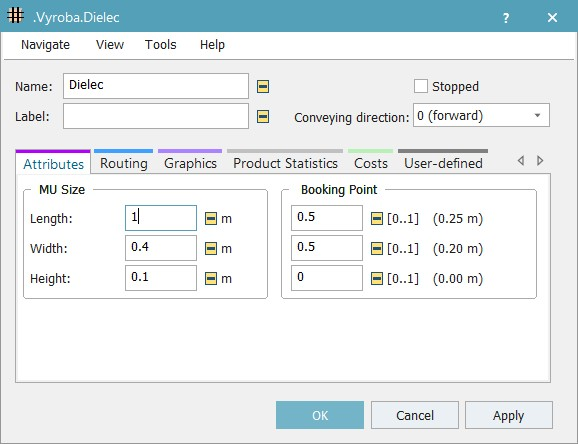 .Vyroba.Dielec ? ×
Navigate View Tools Help
Name: Dielec Stopped
Label: Conveying direction: 0 (forward)
Attributes Routing Graphics Product Statistics Costs User-defined
MU Size Booking Point
Length: 1 m 0.5 [0..1] (0.25 m)
Width: 0.4 m 0.5 [0..1] (0.20 m)
Height: 0.1 m 0 [0..1] (0.00 m)
OK Cancel Apply